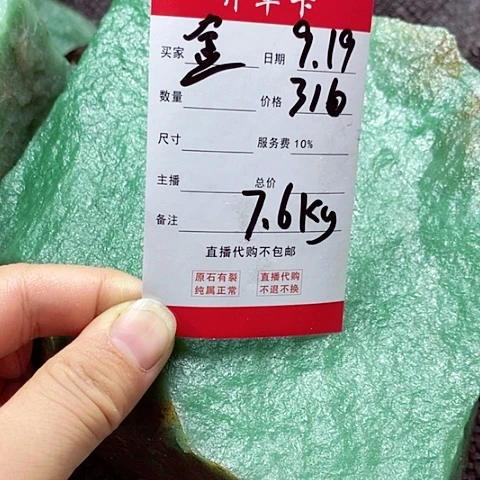 买家 金 日期 9.19
数量 价格 316
尺寸 服务费 10%
主播 总价
备注 7.6Kg
直播代购不包邮
原石有裂 直播代购
纯属正常 不退不换